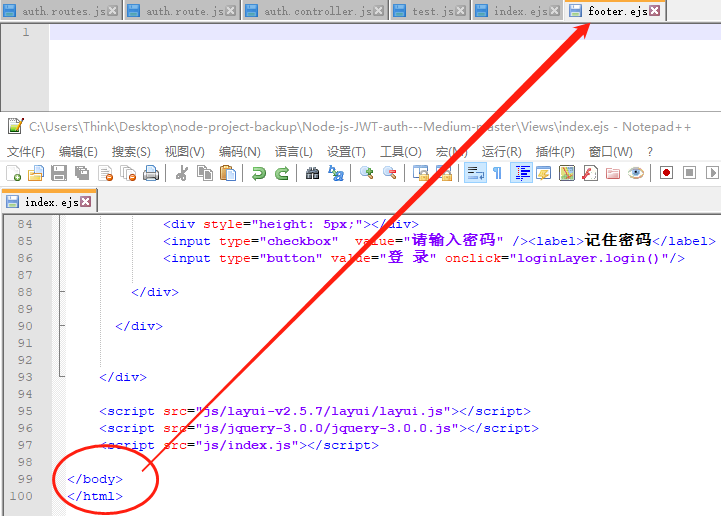 auth.routes.js auth.route.js auth.controller.js test.js index.ejs footer.ejs
1
C:\Users\Think\Desktop\node-project-backup\Node-js-JWT-auth---Medium-master\Views\index.ejs - Notepad++
文件(F) 编辑(E) 搜索(S) 视图(V) 编码(N) 语言(L) 设置(T) 工具(O) 宏(M) 运行(R) 插件(P) 窗口(W) ?
index.ejs
84 <div style="height: 5px;"></div>
85 <input type="checkbox"  value="请输入密码" /><label>记住密码</label>
86 <input type="button" value="登 录" onclick="loginLayer.login()"/>
87
88 </div>
89
90 </div>
91
92
93 </div>
94
95 <script src="js/layui-v2.5.7/layui/layui.js"></script>
96 <script src="js/jquery-3.0.0/jquery-3.0.0.js"></script>
97 <script src="js/index.js"></script>
98
99 </body>
100 </html>